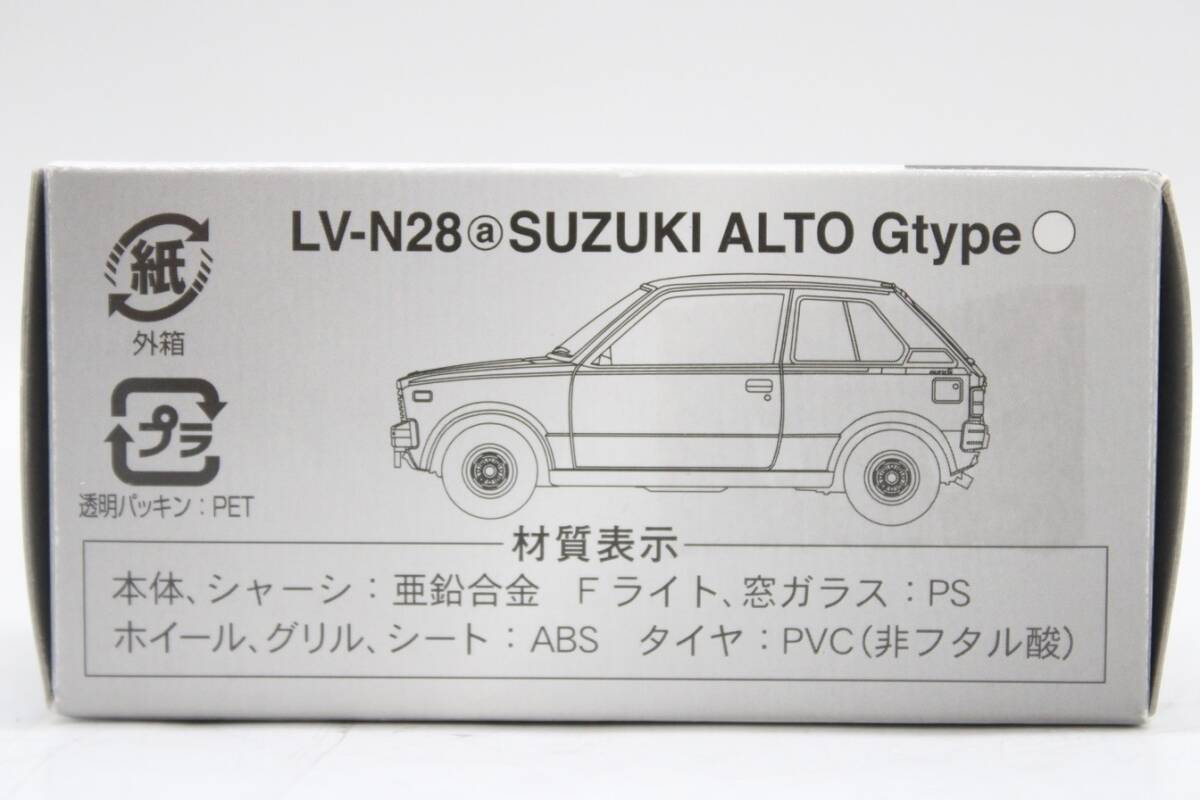 LV-N28ⓐSUZUKI ALTO Gtype
紙
外箱
プラ
透明パッキン：PET
材質表示
本体、シャーシ：亜鉛合金　F ライト、窓ガラス：PS
ホイール、グリル、シート：ABS　タイヤ：PVC（非フタル酸）